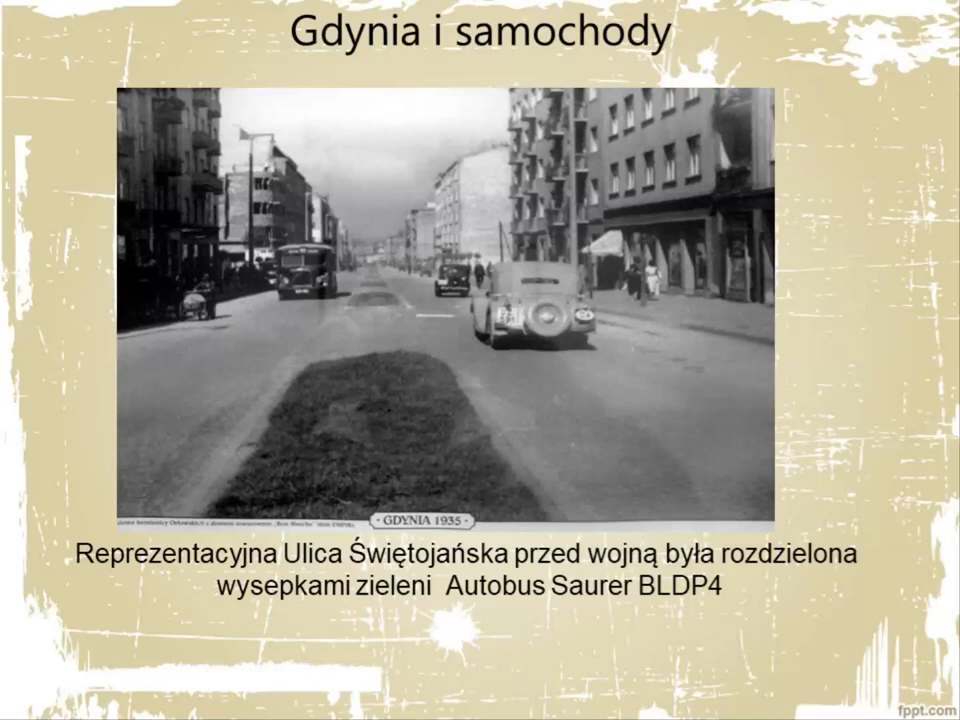 Gdynia i samochody
· GDYNIA 1935 ·
Reprezentacyjna Ulica Świętojańska przed wojną była rozdzielona
wysepkami zieleni Autobus Saurer BLDP4
fppt.com